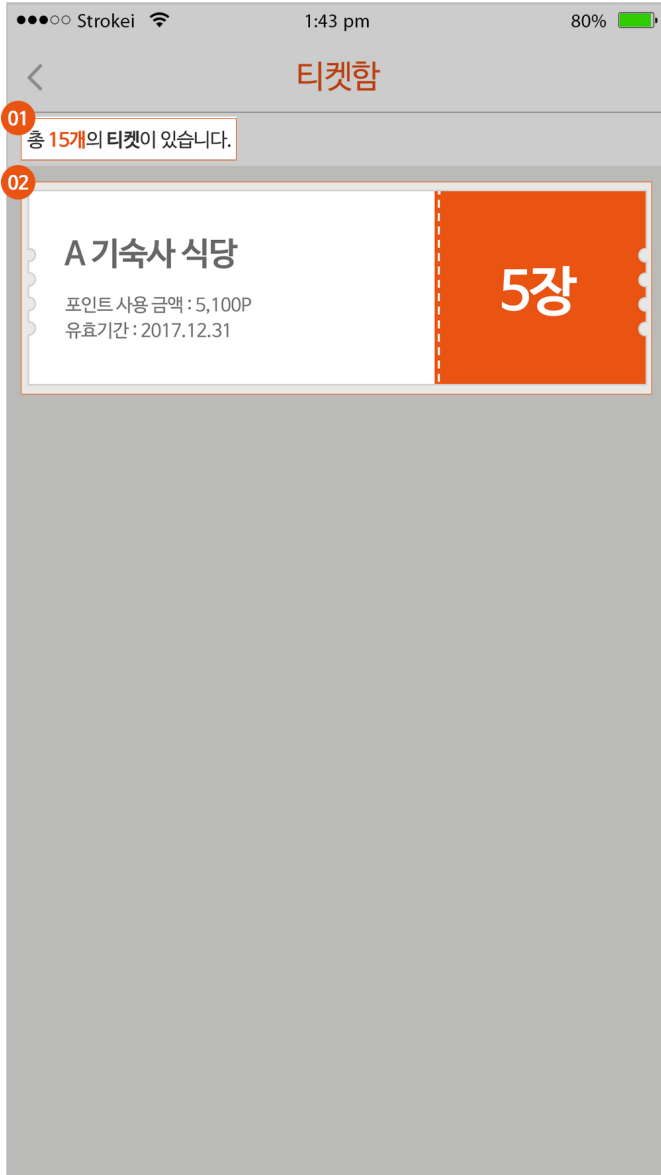 Strokei 1:43 pm 80%
티켓함
01
총 15개의 티켓이 있습니다.
02
A 기숙사 식당
5장
포인트 사용 금액 : 5,100P
유효기간 : 2017.12.31